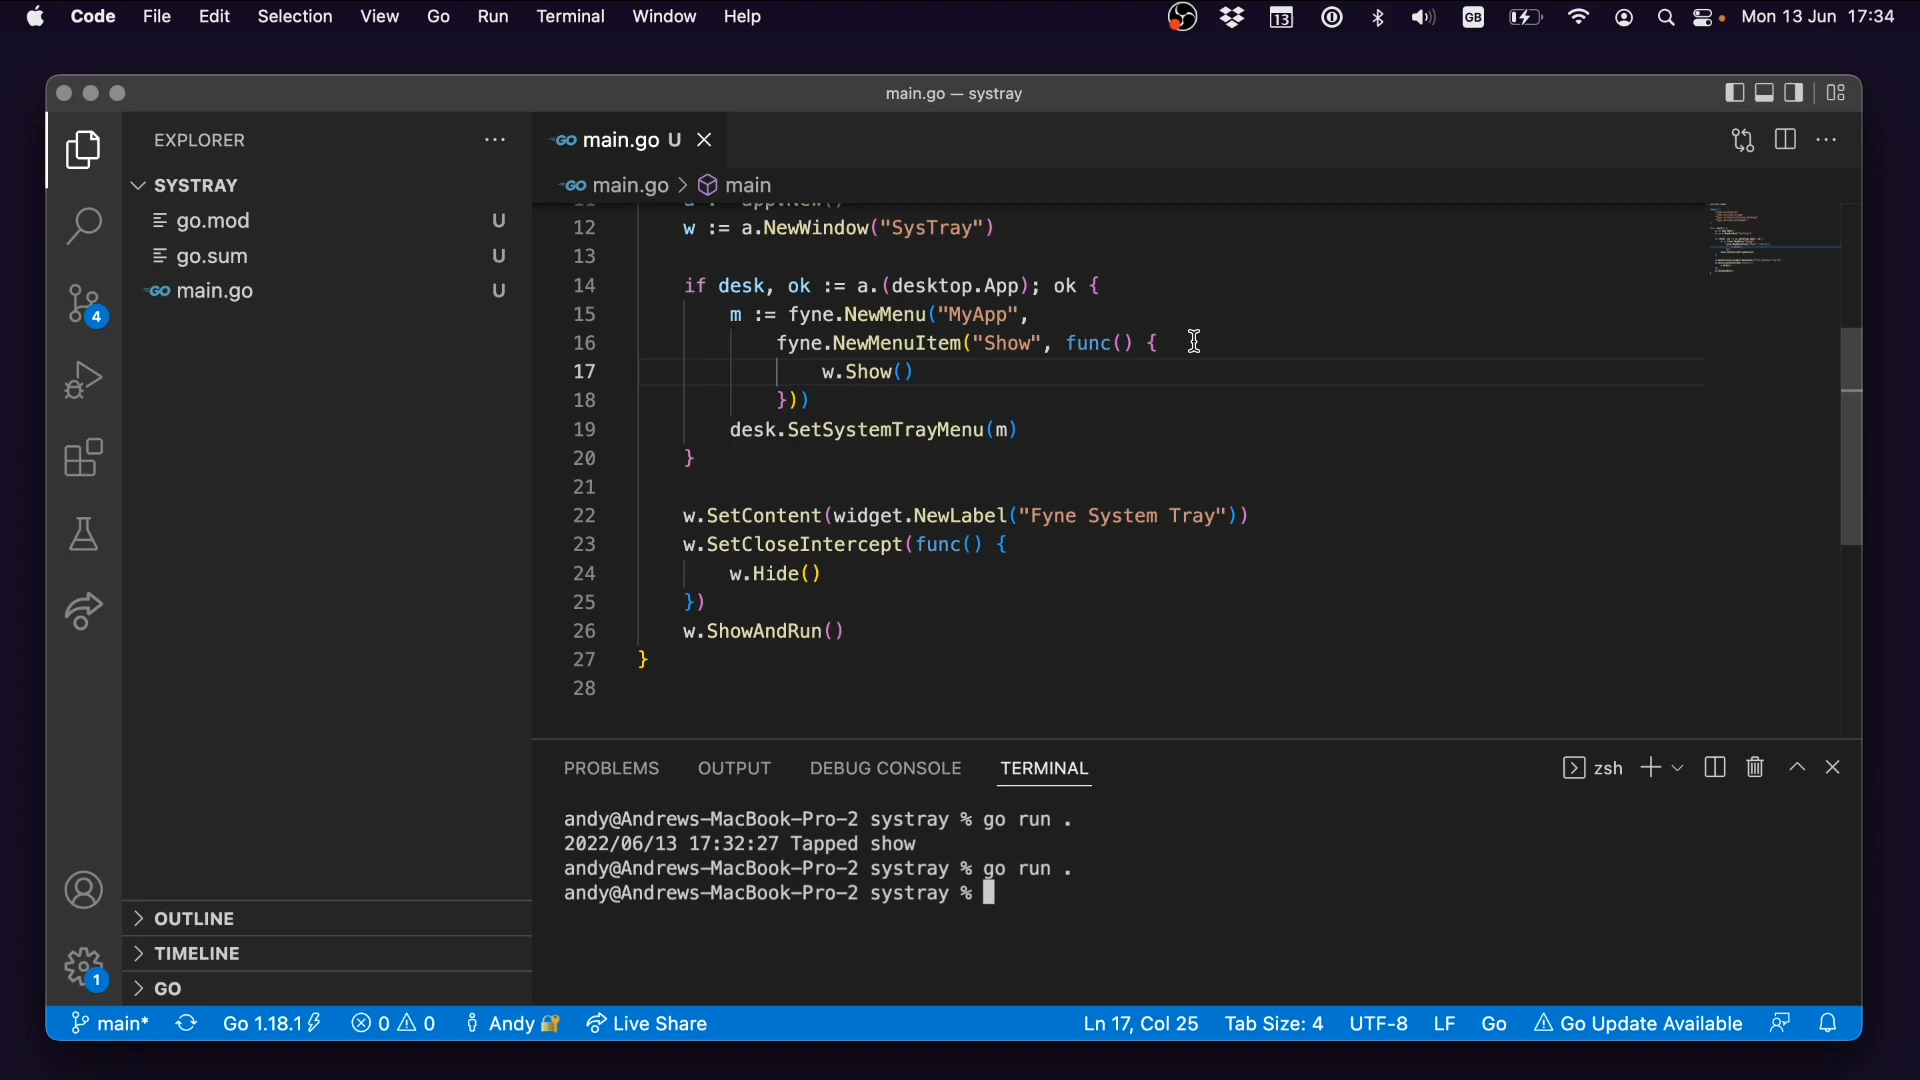 Code File Edit Selection View Go Run Terminal Window Help 13 GB Mon 13 Jun 17:34
main.go — systray
EXPLORER
SYSTRAY
go.mod U
go.sum U
GO main.go U
OUTLINE
TIMELINE
GO
4
1
GO main.go U
GO main.go > main
12 w := a.NewWindow("SysTray")
13
14 if desk, ok := a.(desktop.App); ok {
15 m := fyne.NewMenu("MyApp",
16 fyne.NewMenuItem("Show", func() {
17 w.Show()
18 }))
19 desk.SetSystemTrayMenu(m)
20 }
21
22 w.SetContent(widget.NewLabel("Fyne System Tray"))
23 w.SetCloseIntercept(func() {
24 w.Hide()
25 })
26 w.ShowAndRun()
27 }
28
PROBLEMS OUTPUT DEBUG CONSOLE TERMINAL zsh
andy@Andrews-MacBook-Pro-2 systray % go run .
2022/06/13 17:32:27 Tapped show
andy@Andrews-MacBook-Pro-2 systray % go run .
andy@Andrews-MacBook-Pro-2 systray %
main* Go 1.18.1 0 0 Andy Live Share Ln 17, Col 25 Tab Size: 4 UTF-8 LF Go Go Update Available